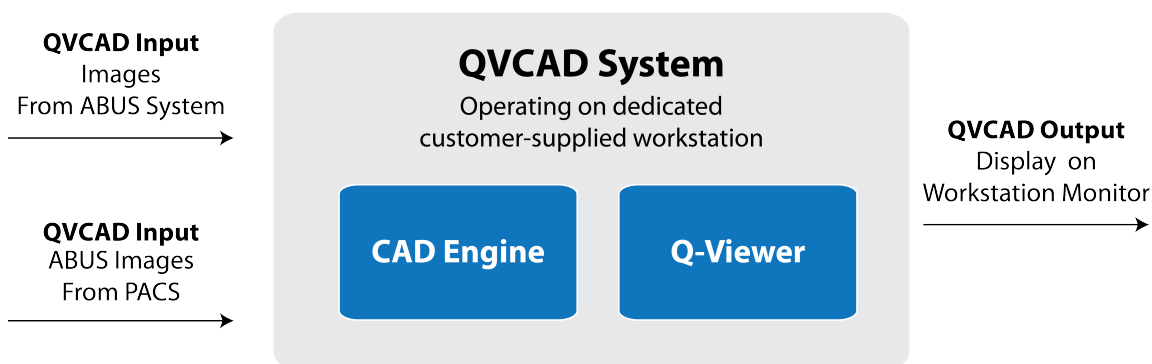 QVCAD Input
Images
From ABUS System
QVCAD Input
ABUS Images
From PACS
QVCAD System
Operating on dedicated
customer-supplied workstation
CAD Engine
Q-Viewer
QVCAD Output
Display on
Workstation Monitor